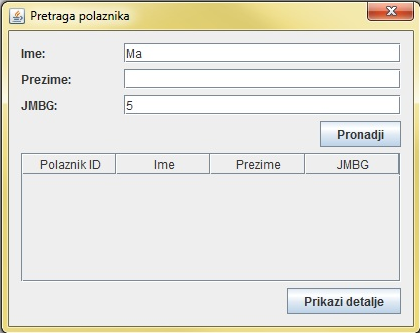 Pretraga polaznika
Ime: Ma
Prezime:
JMBG: 5
Pronadji
Polaznik ID Ime Prezime JMBG
Prikazi detalje